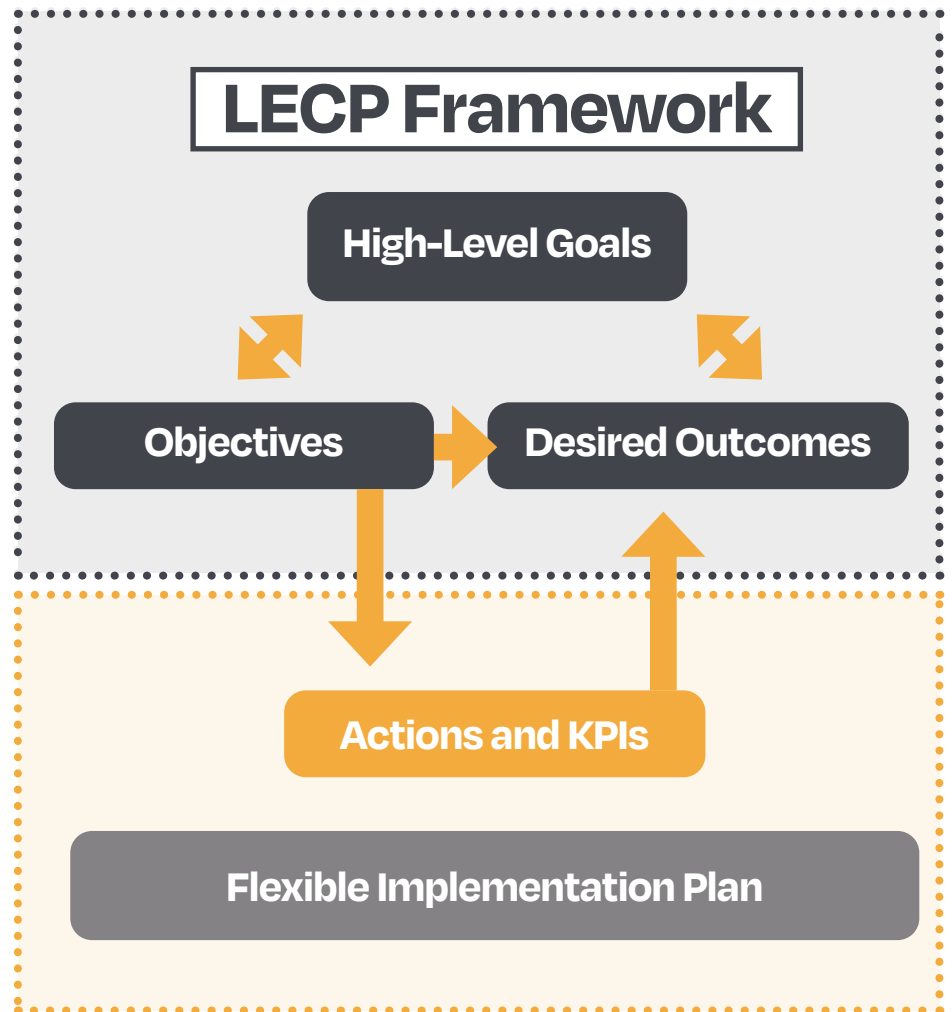 LECP Framework
High-Level Goals
Objectives
Desired Outcomes
Actions and KPIs
Flexible Implementation Plan